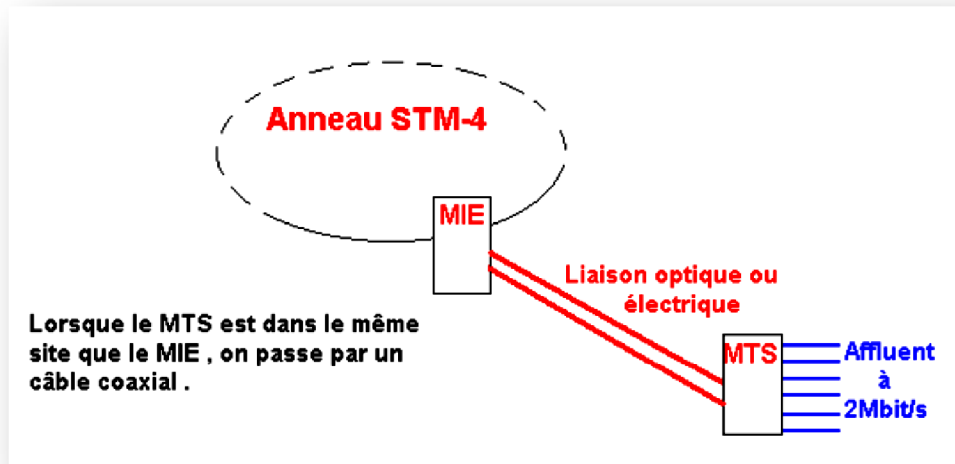 Anneau STM-4
MIE
Liaison optique ou
électrique
Lorsque le MTS est dans le même
site que le MIE , on passe par un
câble coaxial .
MTS
Affluent
à
2Mbit/s